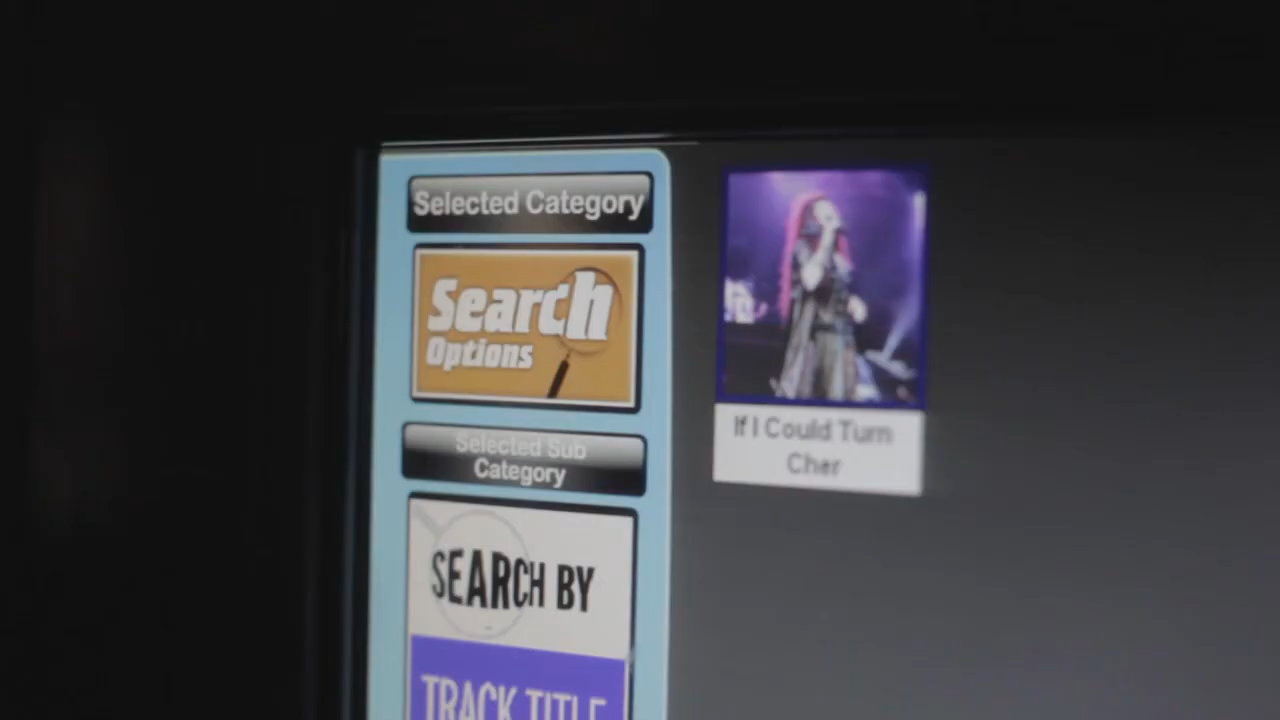 Selected Category
Search
Options
Selected Sub
Category
SEARCH BY
TRACK TITLE
If I Could Turn
Cher